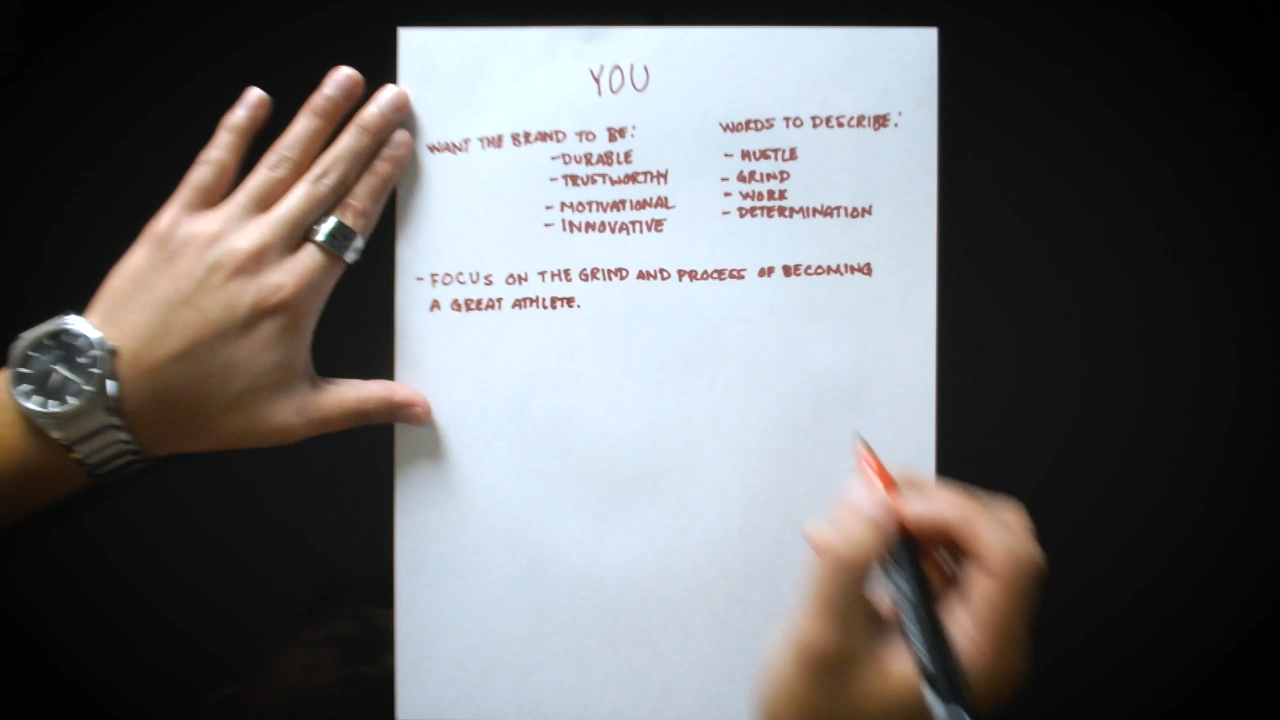 YOU
WANT THE BRAND TO BE:
-DURABLE
-TRUSTWORTHY
-MOTIVATIONAL
- INNOVATIVE
WORDS TO DESCRIBE:
- HUSTLE
- GRIND
- WORK
- DETERMINATION
- FOCUS ON THE GRIND AND PROCESS OF BECOMING
A GREAT ATHLETE.